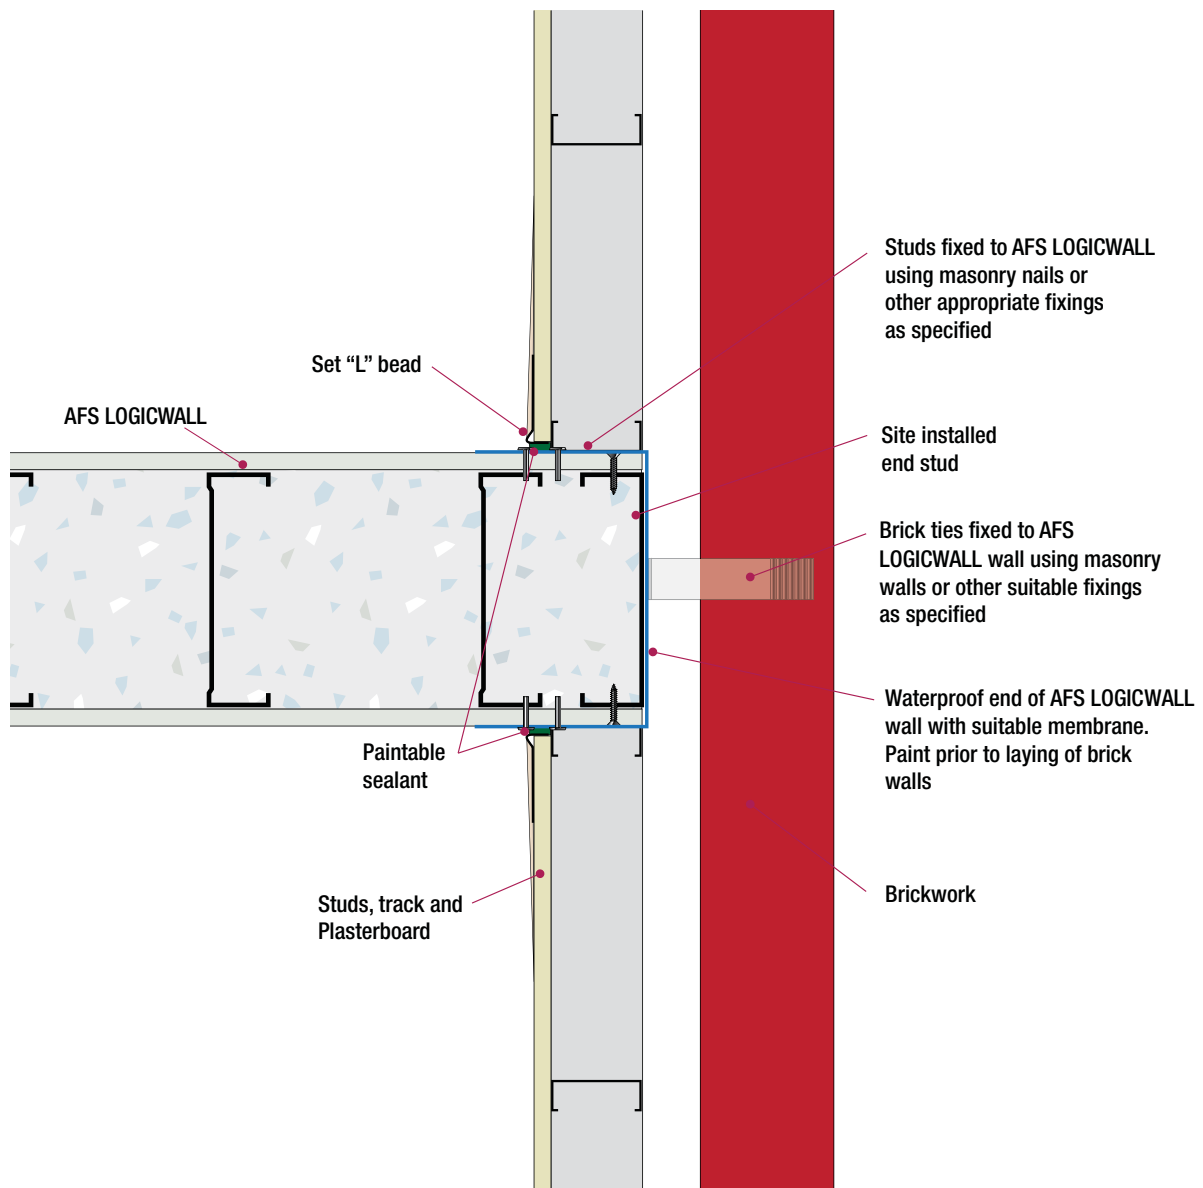 Studs fixed to AFS LOGICWALL
using masonry nails or
other appropriate fixings
as specified
Set “L” bead
AFS LOGICWALL
Site installed
end stud
Brick ties fixed to AFS
LOGICWALL wall using masonry
walls or other suitable fixings
as specified
Waterproof end of AFS LOGICWALL
wall with suitable membrane.
Paint prior to laying of brick
walls
Paintable
sealant
Studs, track and
Plasterboard
Brickwork